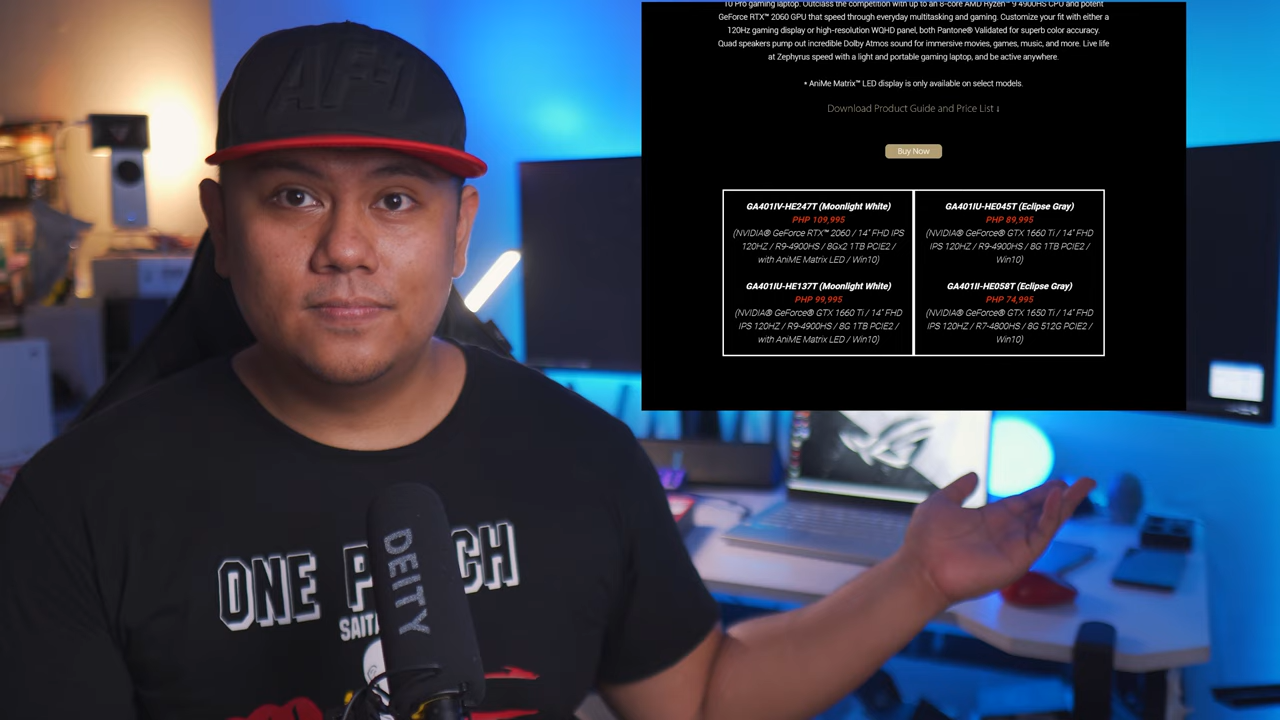 10 Pro gaming laptop. Outclass the competition with up to an 8-core AMD Ryzen™ 9 4900HS CPU and potent
GeForce RTX™ 2060 GPU that speed through everyday multitasking and gaming. Customize your fit with either a
120Hz gaming display or high-resolution WQHD panel, both Pantone® Validated for superb color accuracy.
Quad speakers pump out incredible Dolby Atmos sound for immersive movies, games, music, and more. Live life
at Zephyrus speed with a light and portable gaming laptop, and be active anywhere.
* AniMe Matrix™ LED display is only available on select models.
Download Product Guide and Price List ↓
Buy Now
GA401IV-HE247T (Moonlight White)
PHP 109,995
(NVIDIA® GeForce RTX™ 2060 / 14" FHD IPS
120HZ / R9-4900HS / 8Gx2 1TB PCIE2 /
with AniME Matrix LED / Win10)
GA401IU-HE137T (Moonlight White)
PHP 99,995
(NVIDIA® GeForce® GTX 1660 Ti / 14" FHD
IPS 120HZ / R9-4900HS / 8G 1TB PCIE2 /
with AniME Matrix LED / Win10)
GA401IU-HE045T (Eclipse Gray)
PHP 89,995
(NVIDIA® GeForce® GTX 1660 Ti / 14" FHD
IPS 120HZ / R9-4900HS / 8G 1TB PCIE2 /
Win10)
GA401II-HE058T (Eclipse Gray)
PHP 74,995
(NVIDIA® GeForce® GTX 1650 Ti / 14" FHD
IPS 120HZ / R7-4800HS / 8G 512G PCIE2 /
Win10)
ONE P CH
SAITA
DEITY